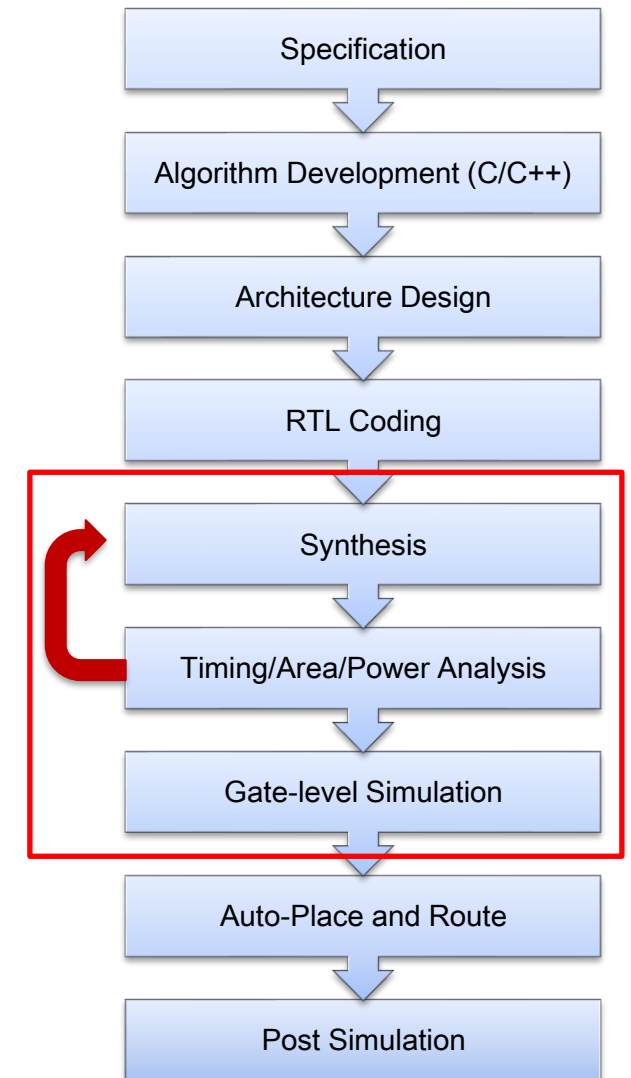 Specification
Algorithm Development (C/C++)
Architecture Design
RTL Coding
Synthesis
Timing/Area/Power Analysis
Gate-level Simulation
Auto-Place and Route
Post Simulation